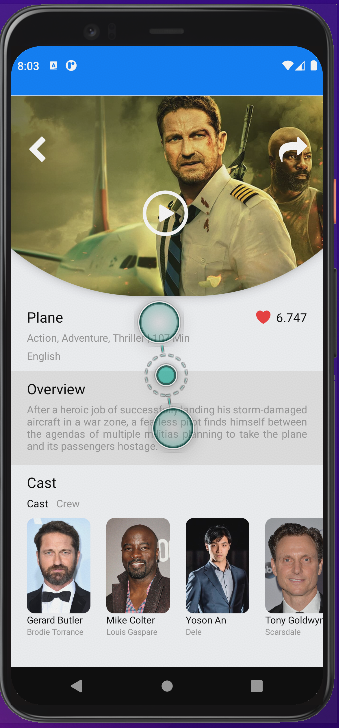 8:03
Plane
6.747
Action, Adventure, Thriller | 107 Min
English
Overview
After a heroic job of successfully landing his storm-damaged
aircraft in a war zone, a fearless pilot finds himself between
the agendas of multiple militias planning to take the plane
and its passengers hostage.
Cast
Cast Crew
Gerard Butler Mike Colter Yoson An Tony Goldwyn
Brodie Torrance Louis Gaspare Dele Scarsdale